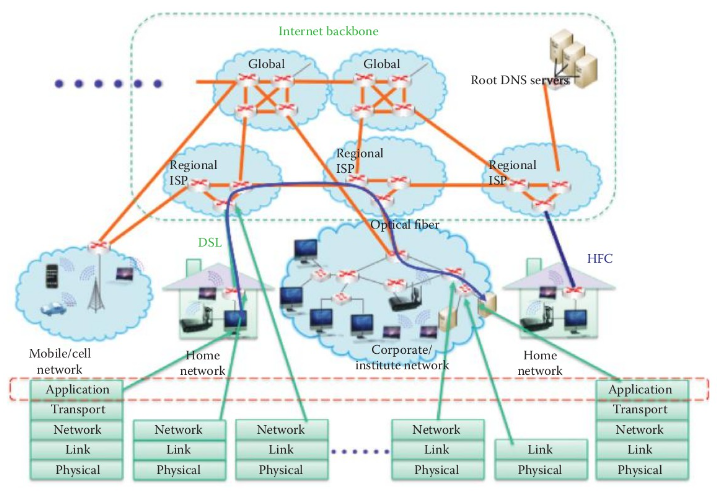 Internet backbone
Global
Global
Root DNS servers
Regional
ISP
Regional
ISP
Regional
ISP
Optical fiber
DSL
HFC
Mobile/cell
network
Home
network
Corporate/
institute network
Home
network
Application
Transport
Network
Link
Physical
Network
Link
Physical
Network
Link
Physical
Network
Link
Physical
Link
Physical
Application
Transport
Network
Link
Physical